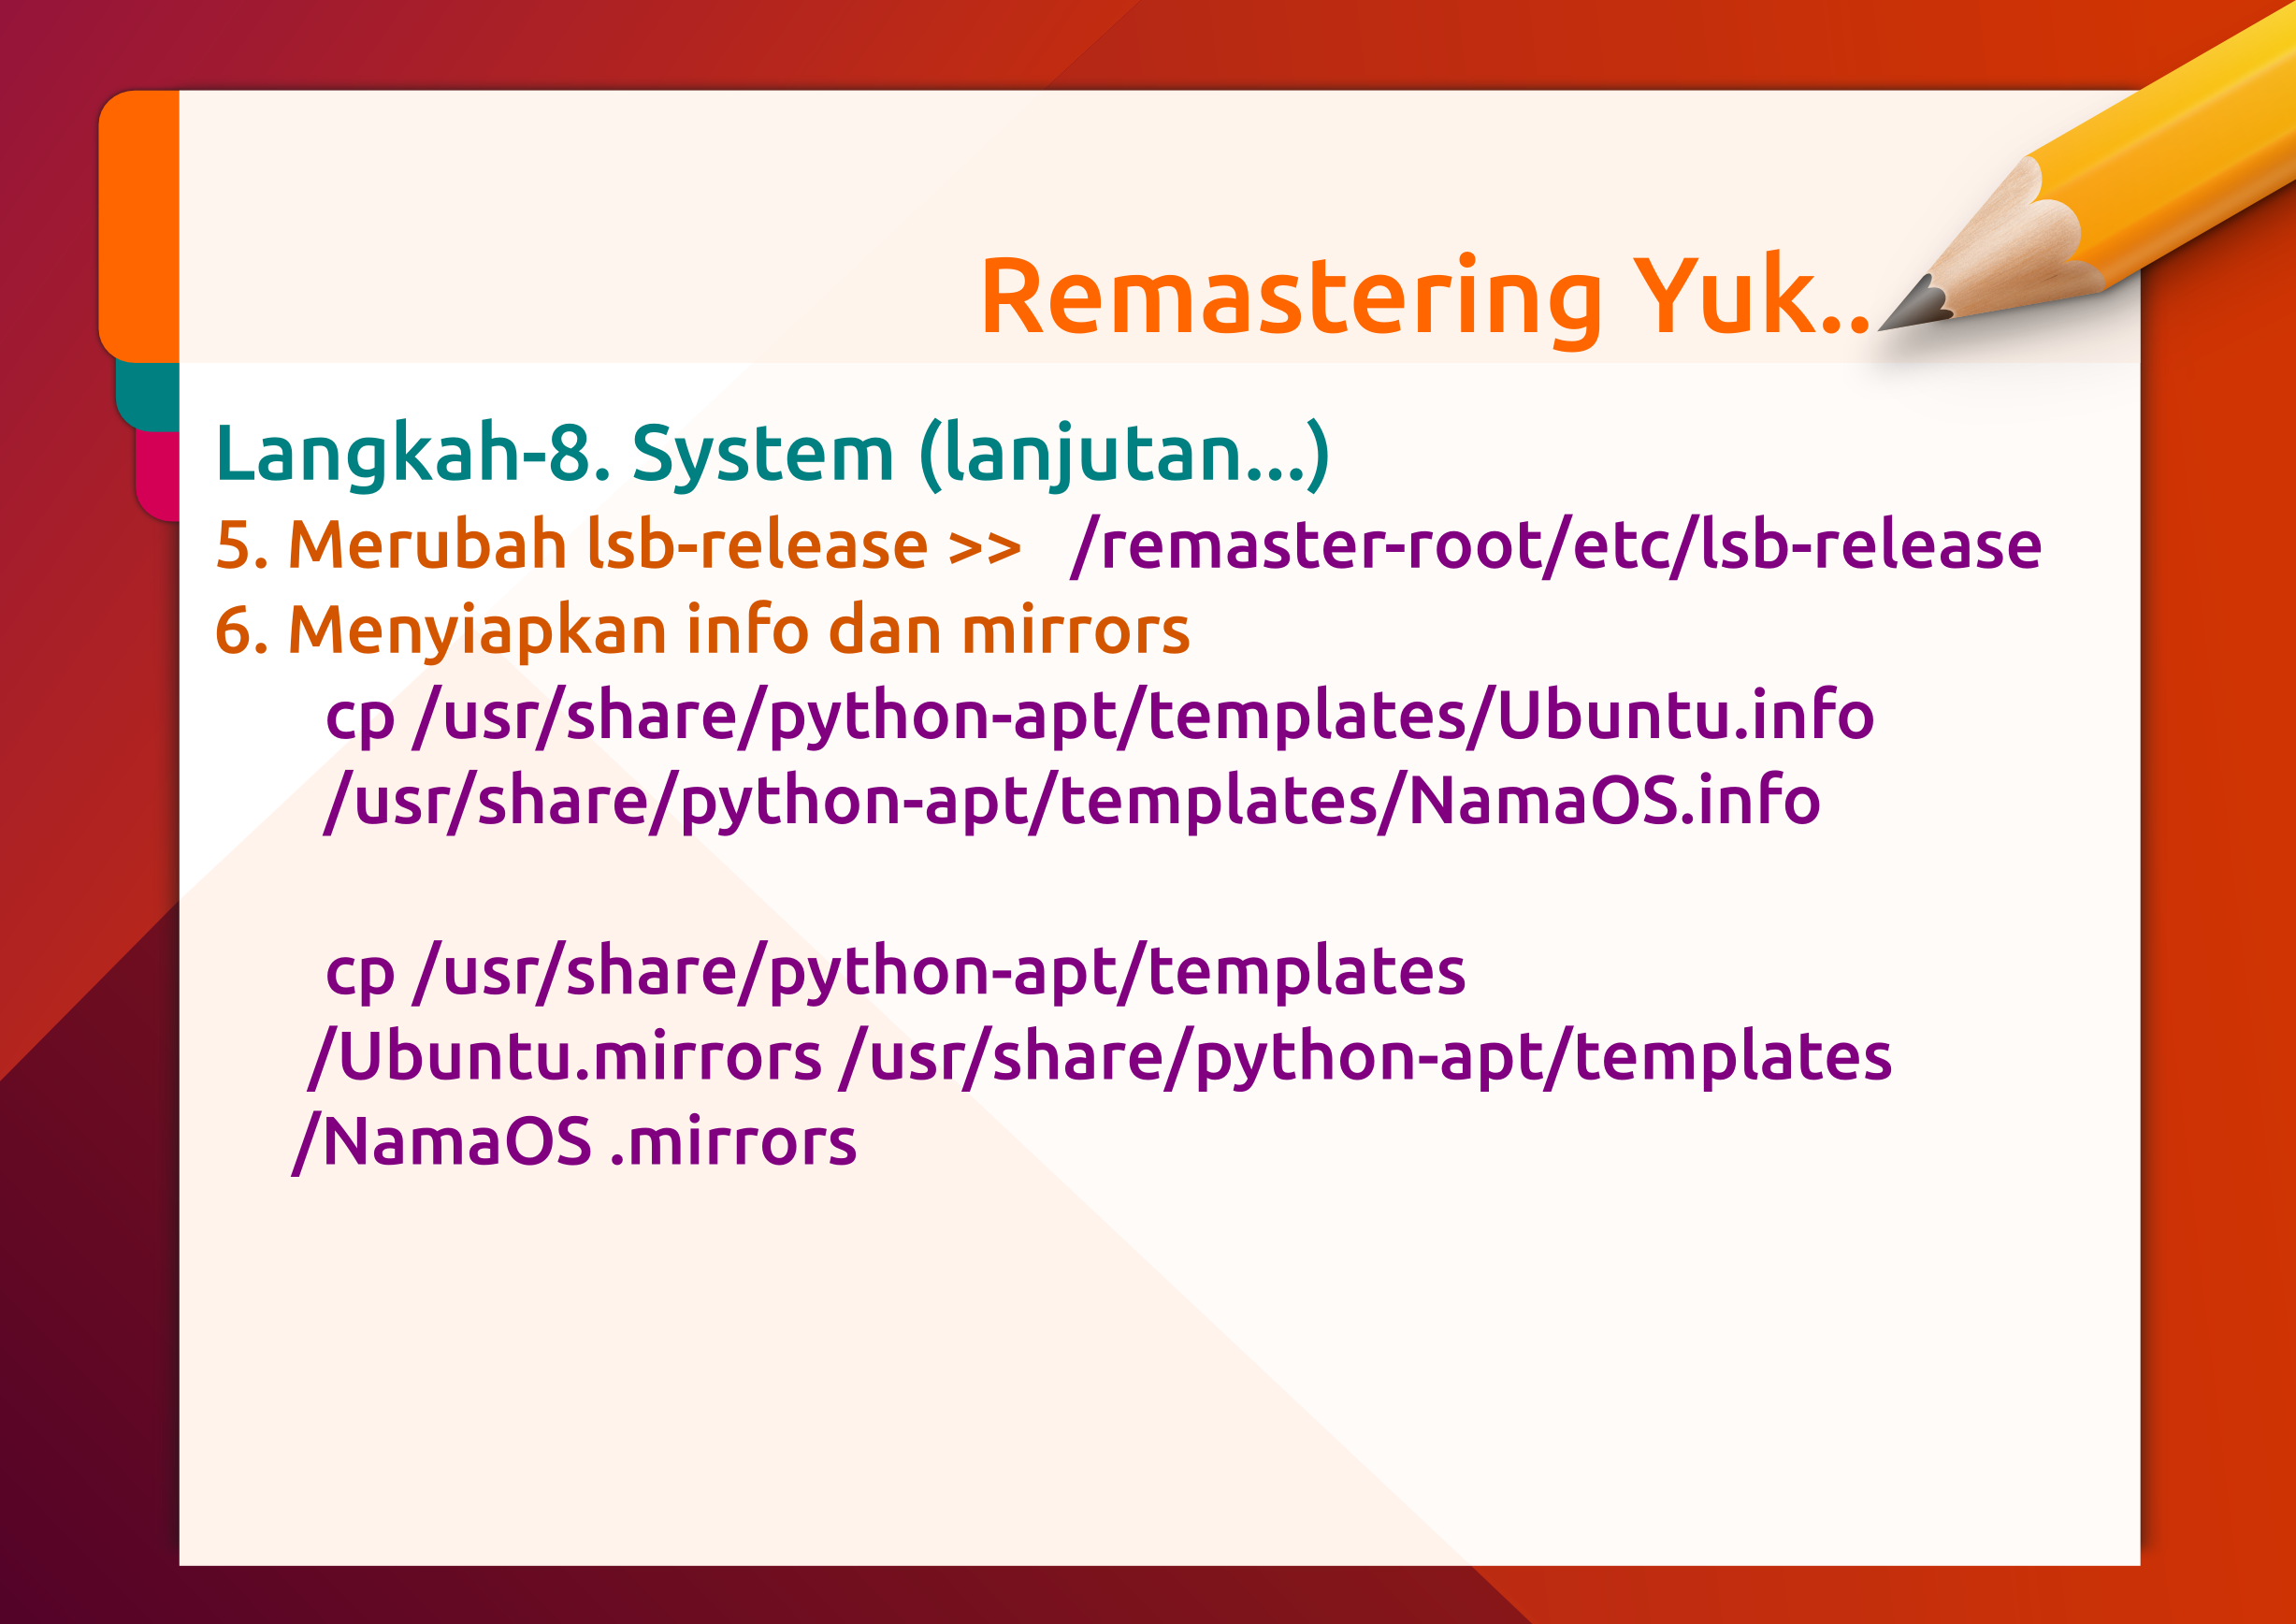 Remastering Yuk..
Langkah-8. System (lanjutan...)
5. Merubah lsb-release >> /remaster-root/etc/lsb-release
6. Menyiapkan info dan mirrors
cp /usr/share/python-apt/templates/Ubuntu.info
/usr/share/python-apt/templates/NamaOS.info
cp /usr/share/python-apt/templates
/Ubuntu.mirrors /usr/share/python-apt/templates
/NamaOS .mirrors